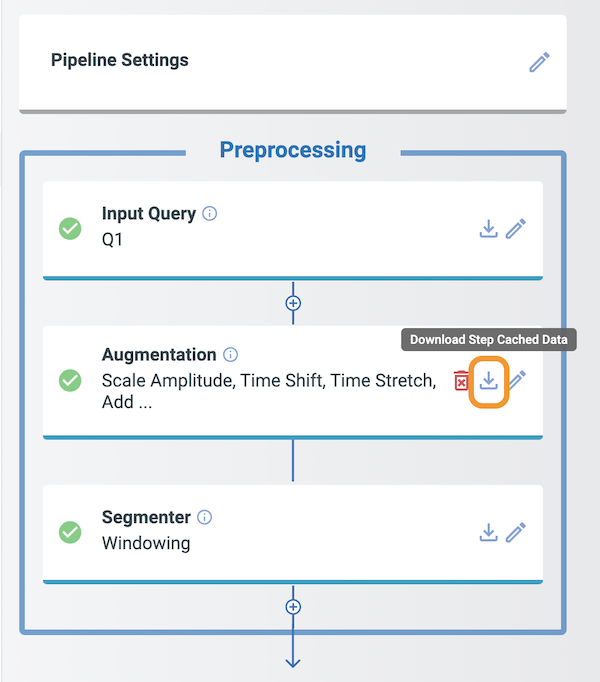 Pipeline Settings
Preprocessing
Input Query
Q1
Download Step Cached Data
Augmentation
Scale Amplitude, Time Shift, Time Stretch,
Add ...
Segmenter
Windowing